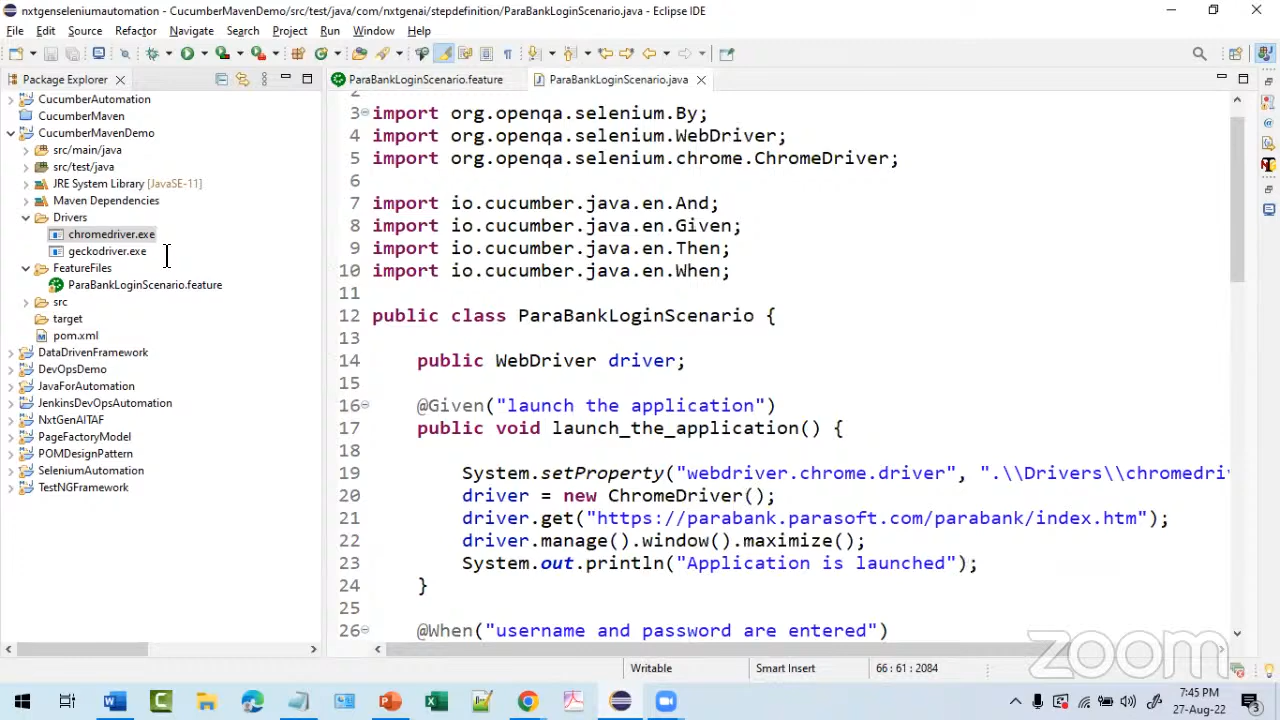 nxtgenseleniumautomation - CucumberMavenDemo/src/test/java/com/nxtgenai/stepdefinition/ParaBankLoginScenario.java - Eclipse IDE
File Edit Source Refactor Navigate Search Project Run Window Help
Package Explorer
ParaBankLoginScenario.feature
ParaBankLoginScenario.java
CucumberAutomation
CucumberMaven
CucumberMavenDemo
src/main/java
src/test/java
JRE System Library [JavaSE-11]
Maven Dependencies
Drivers
chromedriver.exe
geckodriver.exe
FeatureFiles
ParaBankLoginScenario.feature
src
target
pom.xml
DataDrivenFramework
DevOpsDemo
JavaForAutomation
JenkinsDevOpsAutomation
NxtGenAITAF
PageFactoryModel
POMDesignPattern
SeleniumAutomation
TestNGFramework
2
3 import org.openqa.selenium.By;
4 import org.openqa.selenium.WebDriver;
5 import org.openqa.selenium.chrome.ChromeDriver;
6
7 import io.cucumber.java.en.And;
8 import io.cucumber.java.en.Given;
9 import io.cucumber.java.en.Then;
10 import io.cucumber.java.en.When;
11
12 public class ParaBankLoginScenario {
13
14 public WebDriver driver;
15
16 @Given("launch the application")
17 public void launch_the_application() {
18
19 System.setProperty("webdriver.chrome.driver", ".\\Drivers\\chromedriv
20 driver = new ChromeDriver();
21 driver.get("https://parabank.parasoft.com/parabank/index.htm");
22 driver.manage().window().maximize();
23 System.out.println("Application is launched");
24 }
25
26 @When("username and password are entered")
zoom
Writable
Smart Insert
66 : 61 : 2084
7:45 PM
27-Aug-22
3